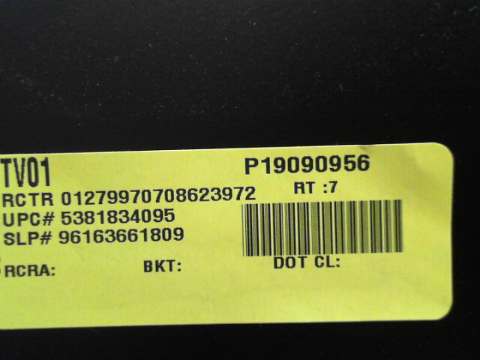 TV01 P19090956
RCTR 01279970708623972 RT :7
UPC# 5381834095
SLP# 96163661809
RCRA: BKT: DOT CL: